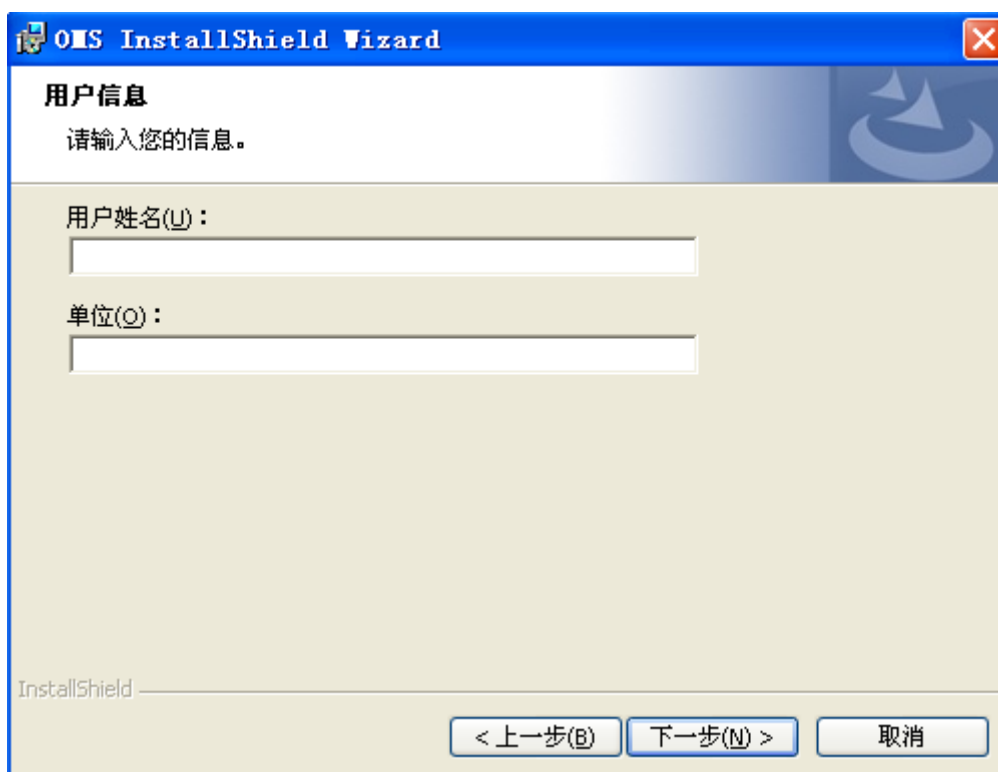 OMS InstallShield Wizard
用户信息
请输入您的信息。
用户姓名(U)：
单位(O)：
InstallShield
< 上一步(B)
下一步(N) >
取消